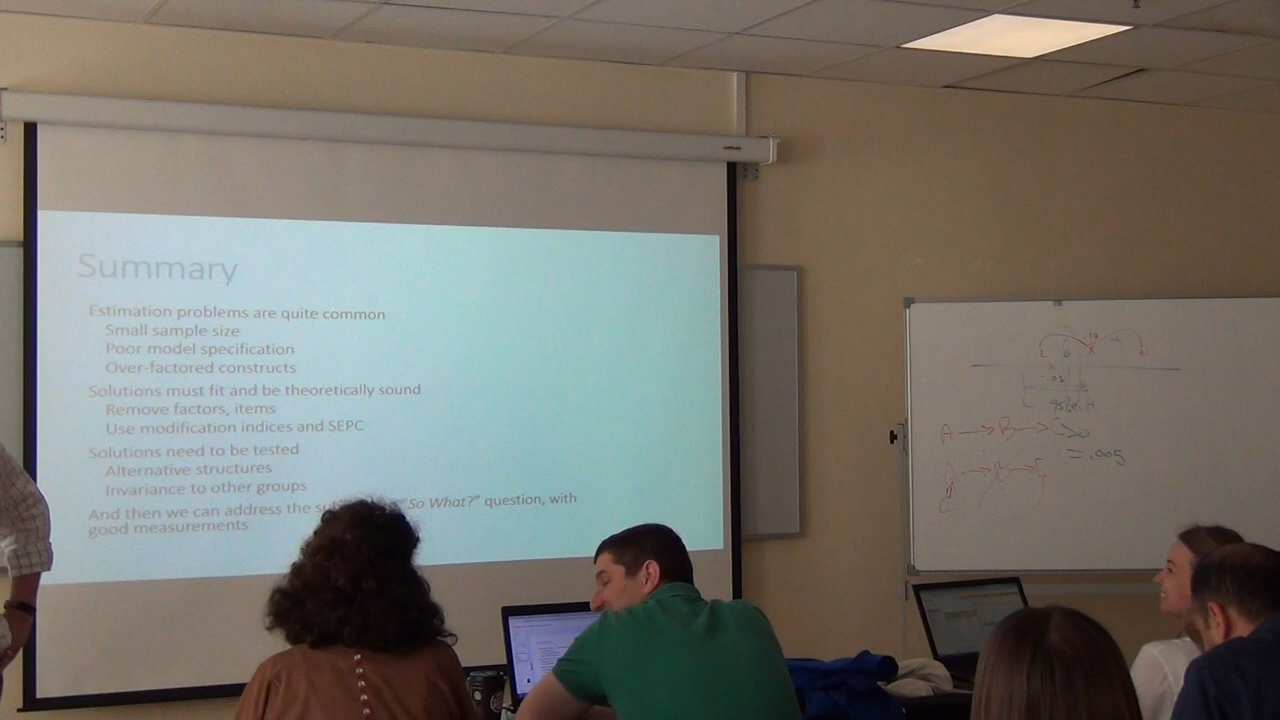 Summary
Estimation problems are quite common
Small sample size
Poor model specification
Over-factored constructs
Solutions must fit and be theoretically sound
Remove factors, items
Use modification indices and SEPC
Solutions need to be tested
Alternative structures
Invariance to other groups
And then we can address the "So What?" question, with
good measurements
A → B → C > 0
= .005
A → B → C